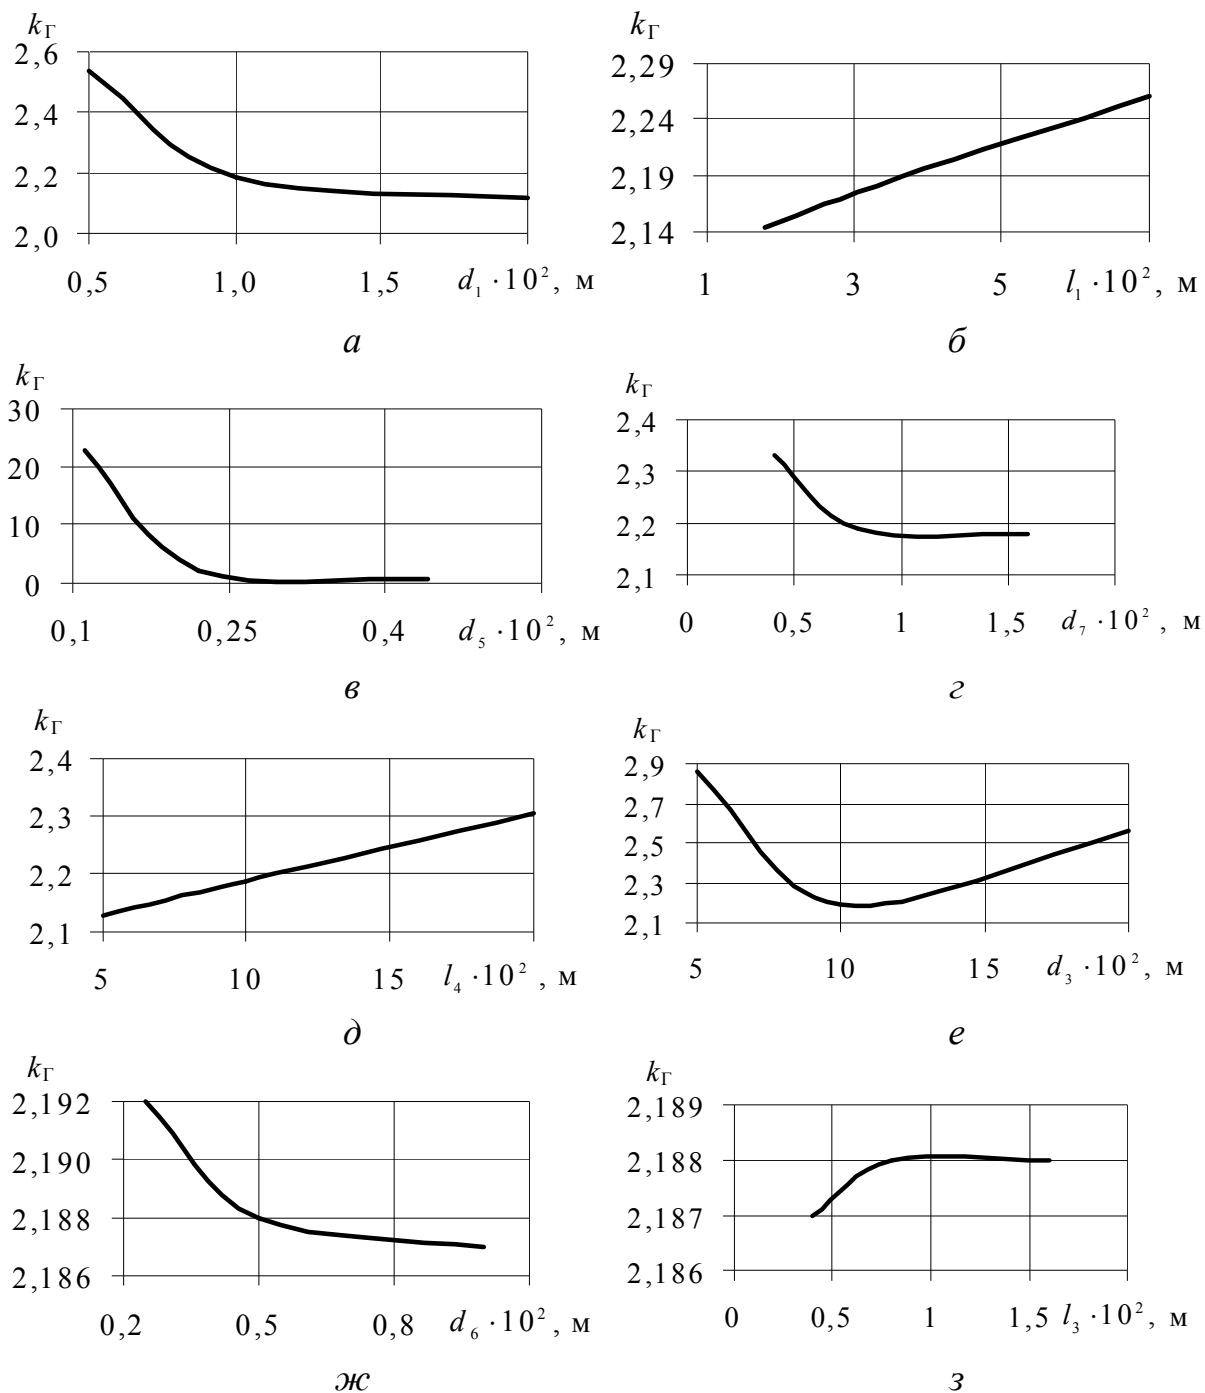 k_Г
2,6
2,4
2,2
2,0
0,5 1,0 1,5 d_1 · 10^2, м
а
k_Г
2,29
2,24
2,19
2,14
1 3 5 l_1 · 10^2, м
б
k_Г
30
20
10
0
0,1 0,25 0,4 d_5 · 10^2, м
в
k_Г
2,4
2,3
2,2
2,1
0 0,5 1 1,5 d_7 · 10^2, м
г
k_Г
2,4
2,3
2,2
2,1
5 10 15 l_4 · 10^2, м
д
k_Г
2,9
2,7
2,5
2,3
2,1
5 10 15 d_3 · 10^2, м
е
k_Г
2,192
2,190
2,188
2,186
0,2 0,5 0,8 d_6 · 10^2, м
ж
k_Г
2,189
2,188
2,187
2,186
0 0,5 1 1,5 l_3 · 10^2, м
з